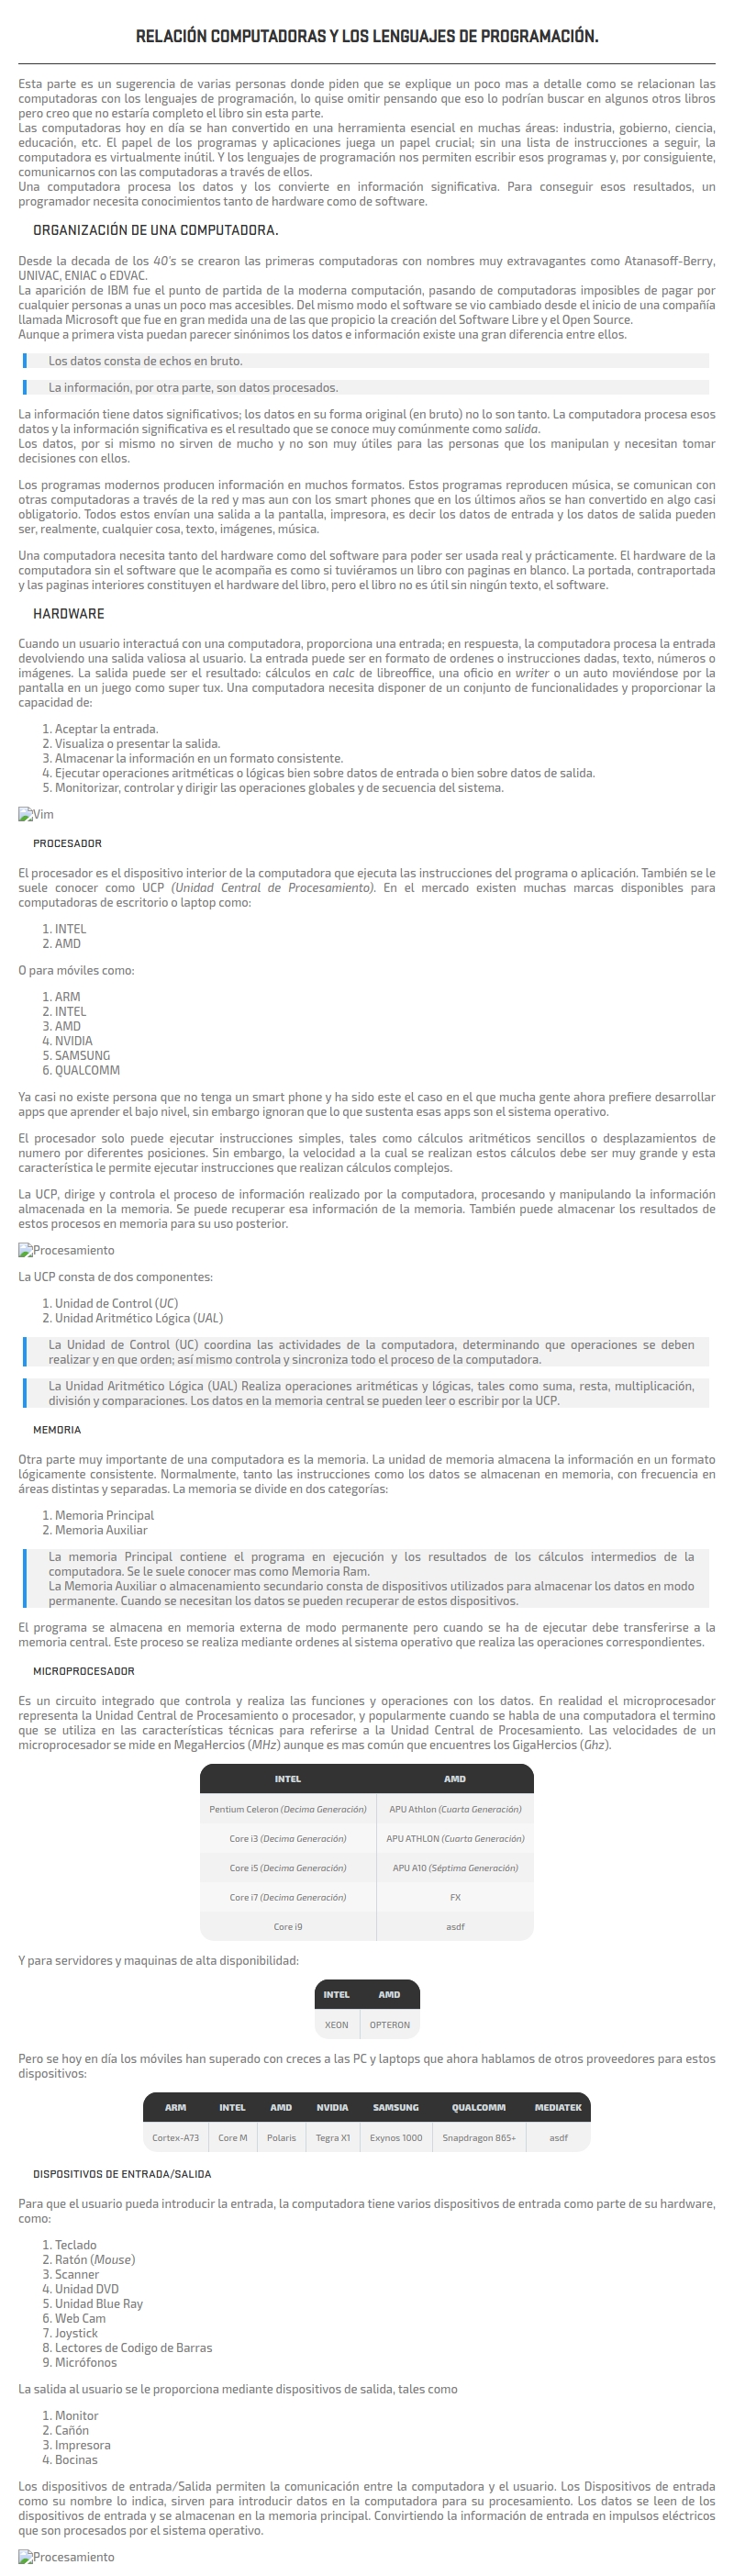 RELACIÓN COMPUTADORAS Y LOS LENGUAJES DE PROGRAMACIÓN.
Esta parte es un sugerencia de varias personas donde piden que se explique un poco mas a detalle como se relacionan las
computadoras con los lenguajes de programación, lo quise omitir pensando que eso lo podrían buscar en algunos otros libros
pero creo que no estaría completo el libro sin esta parte.
Las computadoras hoy en día se han convertido en una herramienta esencial en muchas áreas: industria, gobierno, ciencia,
educación, etc. El papel de los programas y aplicaciones juega un papel crucial; sin una lista de instrucciones a seguir, la
computadora es virtualmente inútil. Y los lenguajes de programación nos permiten escribir esos programas y, por consiguiente,
comunicarnos con las computadoras a través de ellos.
Una computadora procesa los datos y los convierte en información significativa. Para conseguir esos resultados, un
programador necesita conocimientos tanto de hardware como de software.
ORGANIZACIÓN DE UNA COMPUTADORA.
Desde la decada de los 40's se crearon las primeras computadoras con nombres muy extravagantes como Atanasoff-Berry,
UNIVAC, ENIAC o EDVAC.
La aparición de IBM fue el punto de partida de la moderna computación, pasando de computadoras imposibles de pagar por
cualquier personas a unas un poco mas accesibles. Del mismo modo el software se vio cambiado desde el inicio de una compañía
llamada Microsoft que fue en gran medida una de las que propicio la creación del Software Libre y el Open Source.
Aunque a primera vista puedan parecer sinónimos los datos e información existe una gran diferencia entre ellos.
Los datos consta de echos en bruto.
La información, por otra parte, son datos procesados.
La información tiene datos significativos; los datos en su forma original (en bruto) no lo son tanto. La computadora procesa esos
datos y la información significativa es el resultado que se conoce muy comúnmente como salida.
Los datos, por si mismo no sirven de mucho y no son muy útiles para las personas que los manipulan y necesitan tomar
decisiones con ellos.
Los programas modernos producen información en muchos formatos. Estos programas reproducen música, se comunican con
otras computadoras a través de la red y mas aun con los smart phones que en los últimos años se han convertido en algo casi
obligatorio. Todos estos envían una salida a la pantalla, impresora, es decir los datos de entrada y los datos de salida pueden
ser, realmente, cualquier cosa, texto, imágenes, música.
Una computadora necesita tanto del hardware como del software para poder ser usada real y prácticamente. El hardware de la
computadora sin el software que le acompaña es como si tuviéramos un libro con paginas en blanco. La portada, contraportada
y las paginas interiores constituyen el hardware del libro, pero el libro no es útil sin ningún texto, el software.
HARDWARE
Cuando un usuario interactuá con una computadora, proporciona una entrada; en respuesta, la computadora procesa la entrada
devolviendo una salida valiosa al usuario. La entrada puede ser en formato de ordenes o instrucciones dadas, texto, números o
imágenes. La salida puede ser el resultado: cálculos en calc de libreoffice, una oficio en writer o un auto moviéndose por la
pantalla en un juego como super tux. Una computadora necesita disponer de un conjunto de funcionalidades y proporcionar la
capacidad de:
1. Aceptar la entrada.
2. Visualiza o presentar la salida.
3. Almacenar la información en un formato consistente.
4. Ejecutar operaciones aritméticas o lógicas bien sobre datos de entrada o bien sobre datos de salida.
5. Monitorizar, controlar y dirigir las operaciones globales y de secuencia del sistema.
Vim
PROCESADOR
El procesador es el dispositivo interior de la computadora que ejecuta las instrucciones del programa o aplicación. También se le
suele conocer como UCP (Unidad Central de Procesamiento). En el mercado existen muchas marcas disponibles para
computadoras de escritorio o laptop como:
1. INTEL
2. AMD
O para móviles como:
1. ARM
2. INTEL
3. AMD
4. NVIDIA
5. SAMSUNG
6. QUALCOMM
Ya casi no existe persona que no tenga un smart phone y ha sido este el caso en el que mucha gente ahora prefiere desarrollar
apps que aprender el bajo nivel, sin embargo ignoran que lo que sustenta esas apps son el sistema operativo.
El procesador solo puede ejecutar instrucciones simples, tales como cálculos aritméticos sencillos o desplazamientos de
numero por diferentes posiciones. Sin embargo, la velocidad a la cual se realizan estos cálculos debe ser muy grande y esta
característica le permite ejecutar instrucciones que realizan cálculos complejos.
La UCP, dirige y controla el proceso de información realizado por la computadora, procesando y manipulando la información
almacenada en la memoria. Se puede recuperar esa información de la memoria. También puede almacenar los resultados de
estos procesos en memoria para su uso posterior.
Procesamiento
La UCP consta de dos componentes:
1. Unidad de Control (UC)
2. Unidad Aritmético Lógica (UAL)
La Unidad de Control (UC) coordina las actividades de la computadora, determinando que operaciones se deben
realizar y en que orden; así mismo controla y sincroniza todo el proceso de la computadora.
La Unidad Aritmético Lógica (UAL) Realiza operaciones aritméticas y lógicas, tales como suma, resta, multiplicación,
división y comparaciones. Los datos en la memoria central se pueden leer o escribir por la UCP.
MEMORIA
Otra parte muy importante de una computadora es la memoria. La unidad de memoria almacena la información en un formato
lógicamente consistente. Normalmente, tanto las instrucciones como los datos se almacenan en memoria, con frecuencia en
áreas distintas y separadas. La memoria se divide en dos categorías:
1. Memoria Principal
2. Memoria Auxiliar
La memoria Principal contiene el programa en ejecución y los resultados de los cálculos intermedios de la
computadora. Se le suele conocer mas como Memoria Ram.
La Memoria Auxiliar o almacenamiento secundario consta de dispositivos utilizados para almacenar los datos en modo
permanente. Cuando se necesitan los datos se pueden recuperar de estos dispositivos.
El programa se almacena en memoria externa de modo permanente pero cuando se ha de ejecutar debe transferirse a la
memoria central. Este proceso se realiza mediante ordenes al sistema operativo que realiza las operaciones correspondientes.
MICROPROCESADOR
Es un circuito integrado que controla y realiza las funciones y operaciones con los datos. En realidad el microprocesador
representa la Unidad Central de Procesamiento o procesador, y popularmente cuando se habla de una computadora el termino
que se utiliza en las características técnicas para referirse a la Unidad Central de Procesamiento. Las velocidades de un
microprocesador se mide en MegaHercios (MHz) aunque es mas común que encuentres los GigaHercios (Ghz).
INTEL AMD
Pentium Celeron (Decima Generación) APU Athlon (Cuarta Generación)
Core i3 (Decima Generación) APU ATHLON (Cuarta Generación)
Core i5 (Decima Generación) APU A10 (Séptima Generación)
Core i7 (Decima Generación) FX
Core i9 asdf
Y para servidores y maquinas de alta disponibilidad:
INTEL AMD
XEON OPTERON
Pero se hoy en día los móviles han superado con creces a las PC y laptops que ahora hablamos de otros proveedores para estos
dispositivos:
ARM INTEL AMD NVIDIA SAMSUNG QUALCOMM MEDIATEK
Cortex-A73 Core M Polaris Tegra X1 Exynos 1000 Snapdragon 865+ asdf
DISPOSITIVOS DE ENTRADA/SALIDA
Para que el usuario pueda introducir la entrada, la computadora tiene varios dispositivos de entrada como parte de su hardware,
como:
1. Teclado
2. Ratón (Mouse)
3. Scanner
4. Unidad DVD
5. Unidad Blue Ray
6. Web Cam
7. Joystick
8. Lectores de Codigo de Barras
9. Micrófonos
La salida al usuario se le proporciona mediante dispositivos de salida, tales como
1. Monitor
2. Cañón
3. Impresora
4. Bocinas
Los dispositivos de entrada/Salida permiten la comunicación entre la computadora y el usuario. Los Dispositivos de entrada
como su nombre lo indica, sirven para introducir datos en la computadora para su procesamiento. Los datos se leen de los
dispositivos de entrada y se almacenan en la memoria principal. Convirtiendo la información de entrada en impulsos eléctricos
que son procesados por el sistema operativo.
Procesamiento